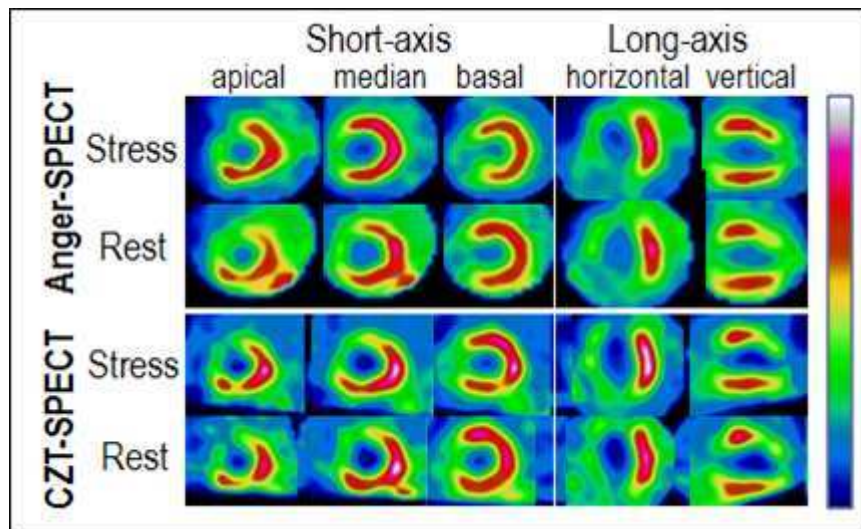 Short-axis Long-axis
apical median basal horizontal vertical
Anger-SPECT
Stress
Rest
CZT-SPECT
Stress
Rest